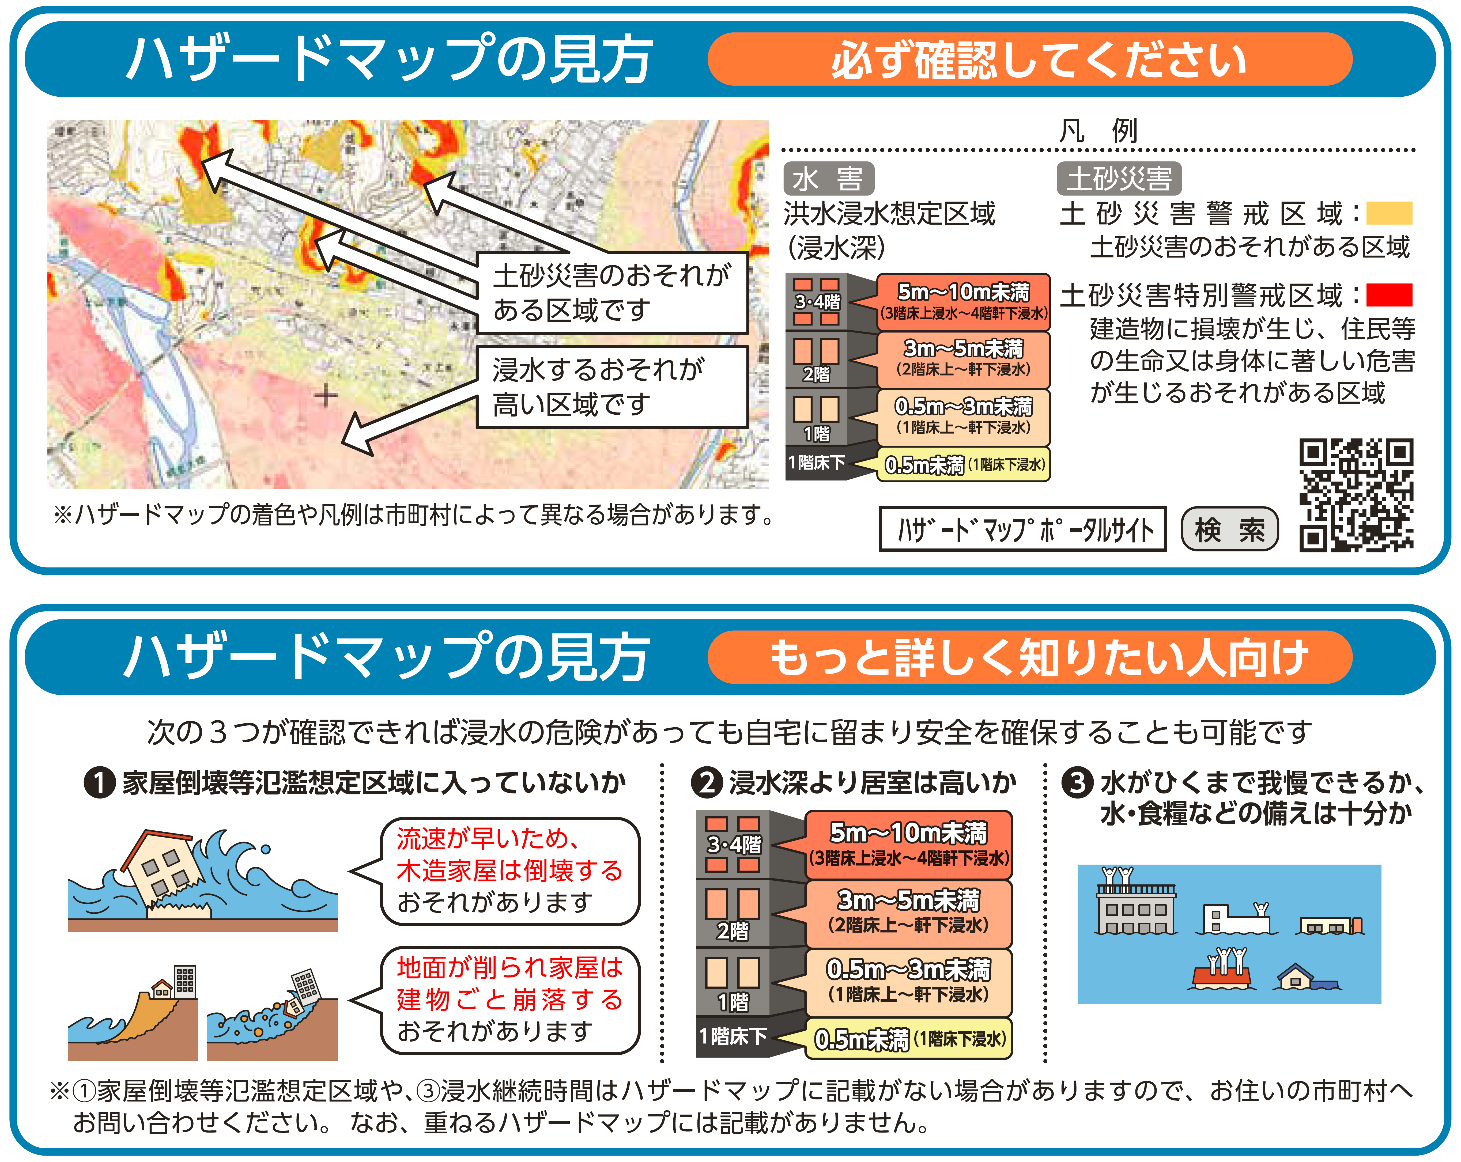 ハザードマップの見方
必ず確認してください
土砂災害のおそれが
ある区域です
浸水するおそれが
高い区域です
※ハザードマップの着色や凡例は市町村によって異なる場合があります。
凡 例
水 害
洪水浸水想定区域
（浸水深）
3・4階
5m～10m未満
(3階床上浸水～4階軒下浸水)
2階
3m～5m未満
(2階床上～軒下浸水)
1階
0.5m～3m未満
(1階床上～軒下浸水)
1階床下
0.5m未満 (1階床下浸水)
土砂災害
土砂災害警戒区域：
土砂災害のおそれがある区域
土砂災害特別警戒区域：
建造物に損壊が生じ、住民等
の生命又は身体に著しい危害
が生じるおそれがある区域
ﾊｻﾞｰﾄﾞﾏｯﾌﾟﾎﾟｰﾀﾙｻｲﾄ
検 索
ハザードマップの見方
もっと詳しく知りたい人向け
次の３つが確認できれば浸水の危険があっても自宅に留まり安全を確保することも可能です
❶ 家屋倒壊等氾濫想定区域に入っていないか
流速が早いため、
木造家屋は倒壊する
おそれがあります
地面が削られ家屋は
建物ごと崩落する
おそれがあります
❷ 浸水深より居室は高いか
3・4階
5m～10m未満
(3階床上浸水～4階軒下浸水)
2階
3m～5m未満
(2階床上～軒下浸水)
1階
0.5m～3m未満
(1階床上～軒下浸水)
1階床下
0.5m未満 (1階床下浸水)
❸ 水がひくまで我慢できるか、
水・食糧などの備えは十分か
※①家屋倒壊等氾濫想定区域や、③浸水継続時間はハザードマップに記載がない場合がありますので、お住いの市町村へ
お問い合わせください。 なお、重ねるハザードマップには記載がありません。